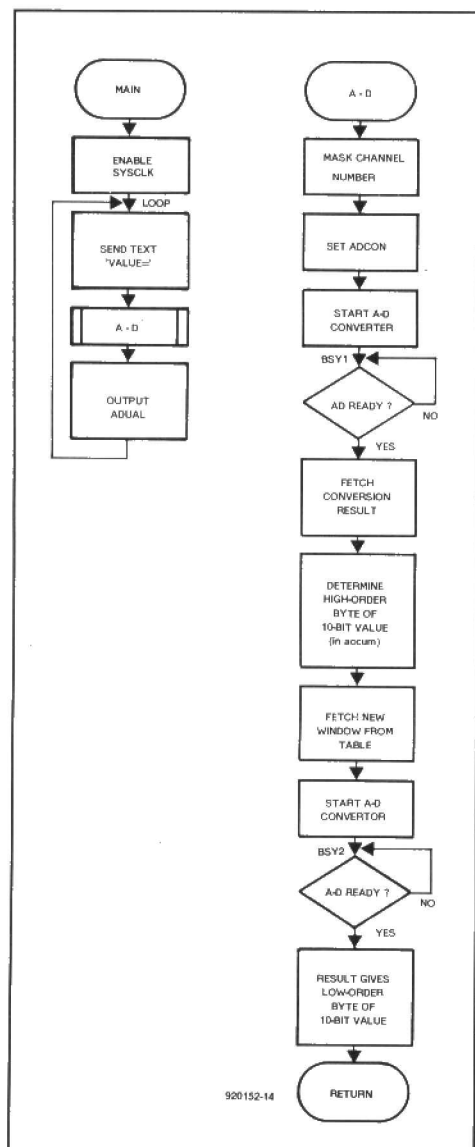 MAIN
ENABLE
SYSCLK
LOOP
SEND TEXT
'VALUE='
A - D
OUTPUT
ADUAL
A - D
MASK CHANNEL
NUMBER
SET ADCON
START A-D
CONVERTER
BSY1
AD READY ?
NO
YES
FETCH
CONVERSION
RESULT
DETERMINE
HIGH-ORDER
BYTE OF
10-BIT VALUE
(in accum)
FETCH NEW
WINDOW FROM
TABLE
START A-D
CONVERTOR
BSY2
A-D READY ?
NO
YES
RESULT GIVES
LOW-ORDER
BYTE OF
10-BIT VALUE
920152-14
RETURN